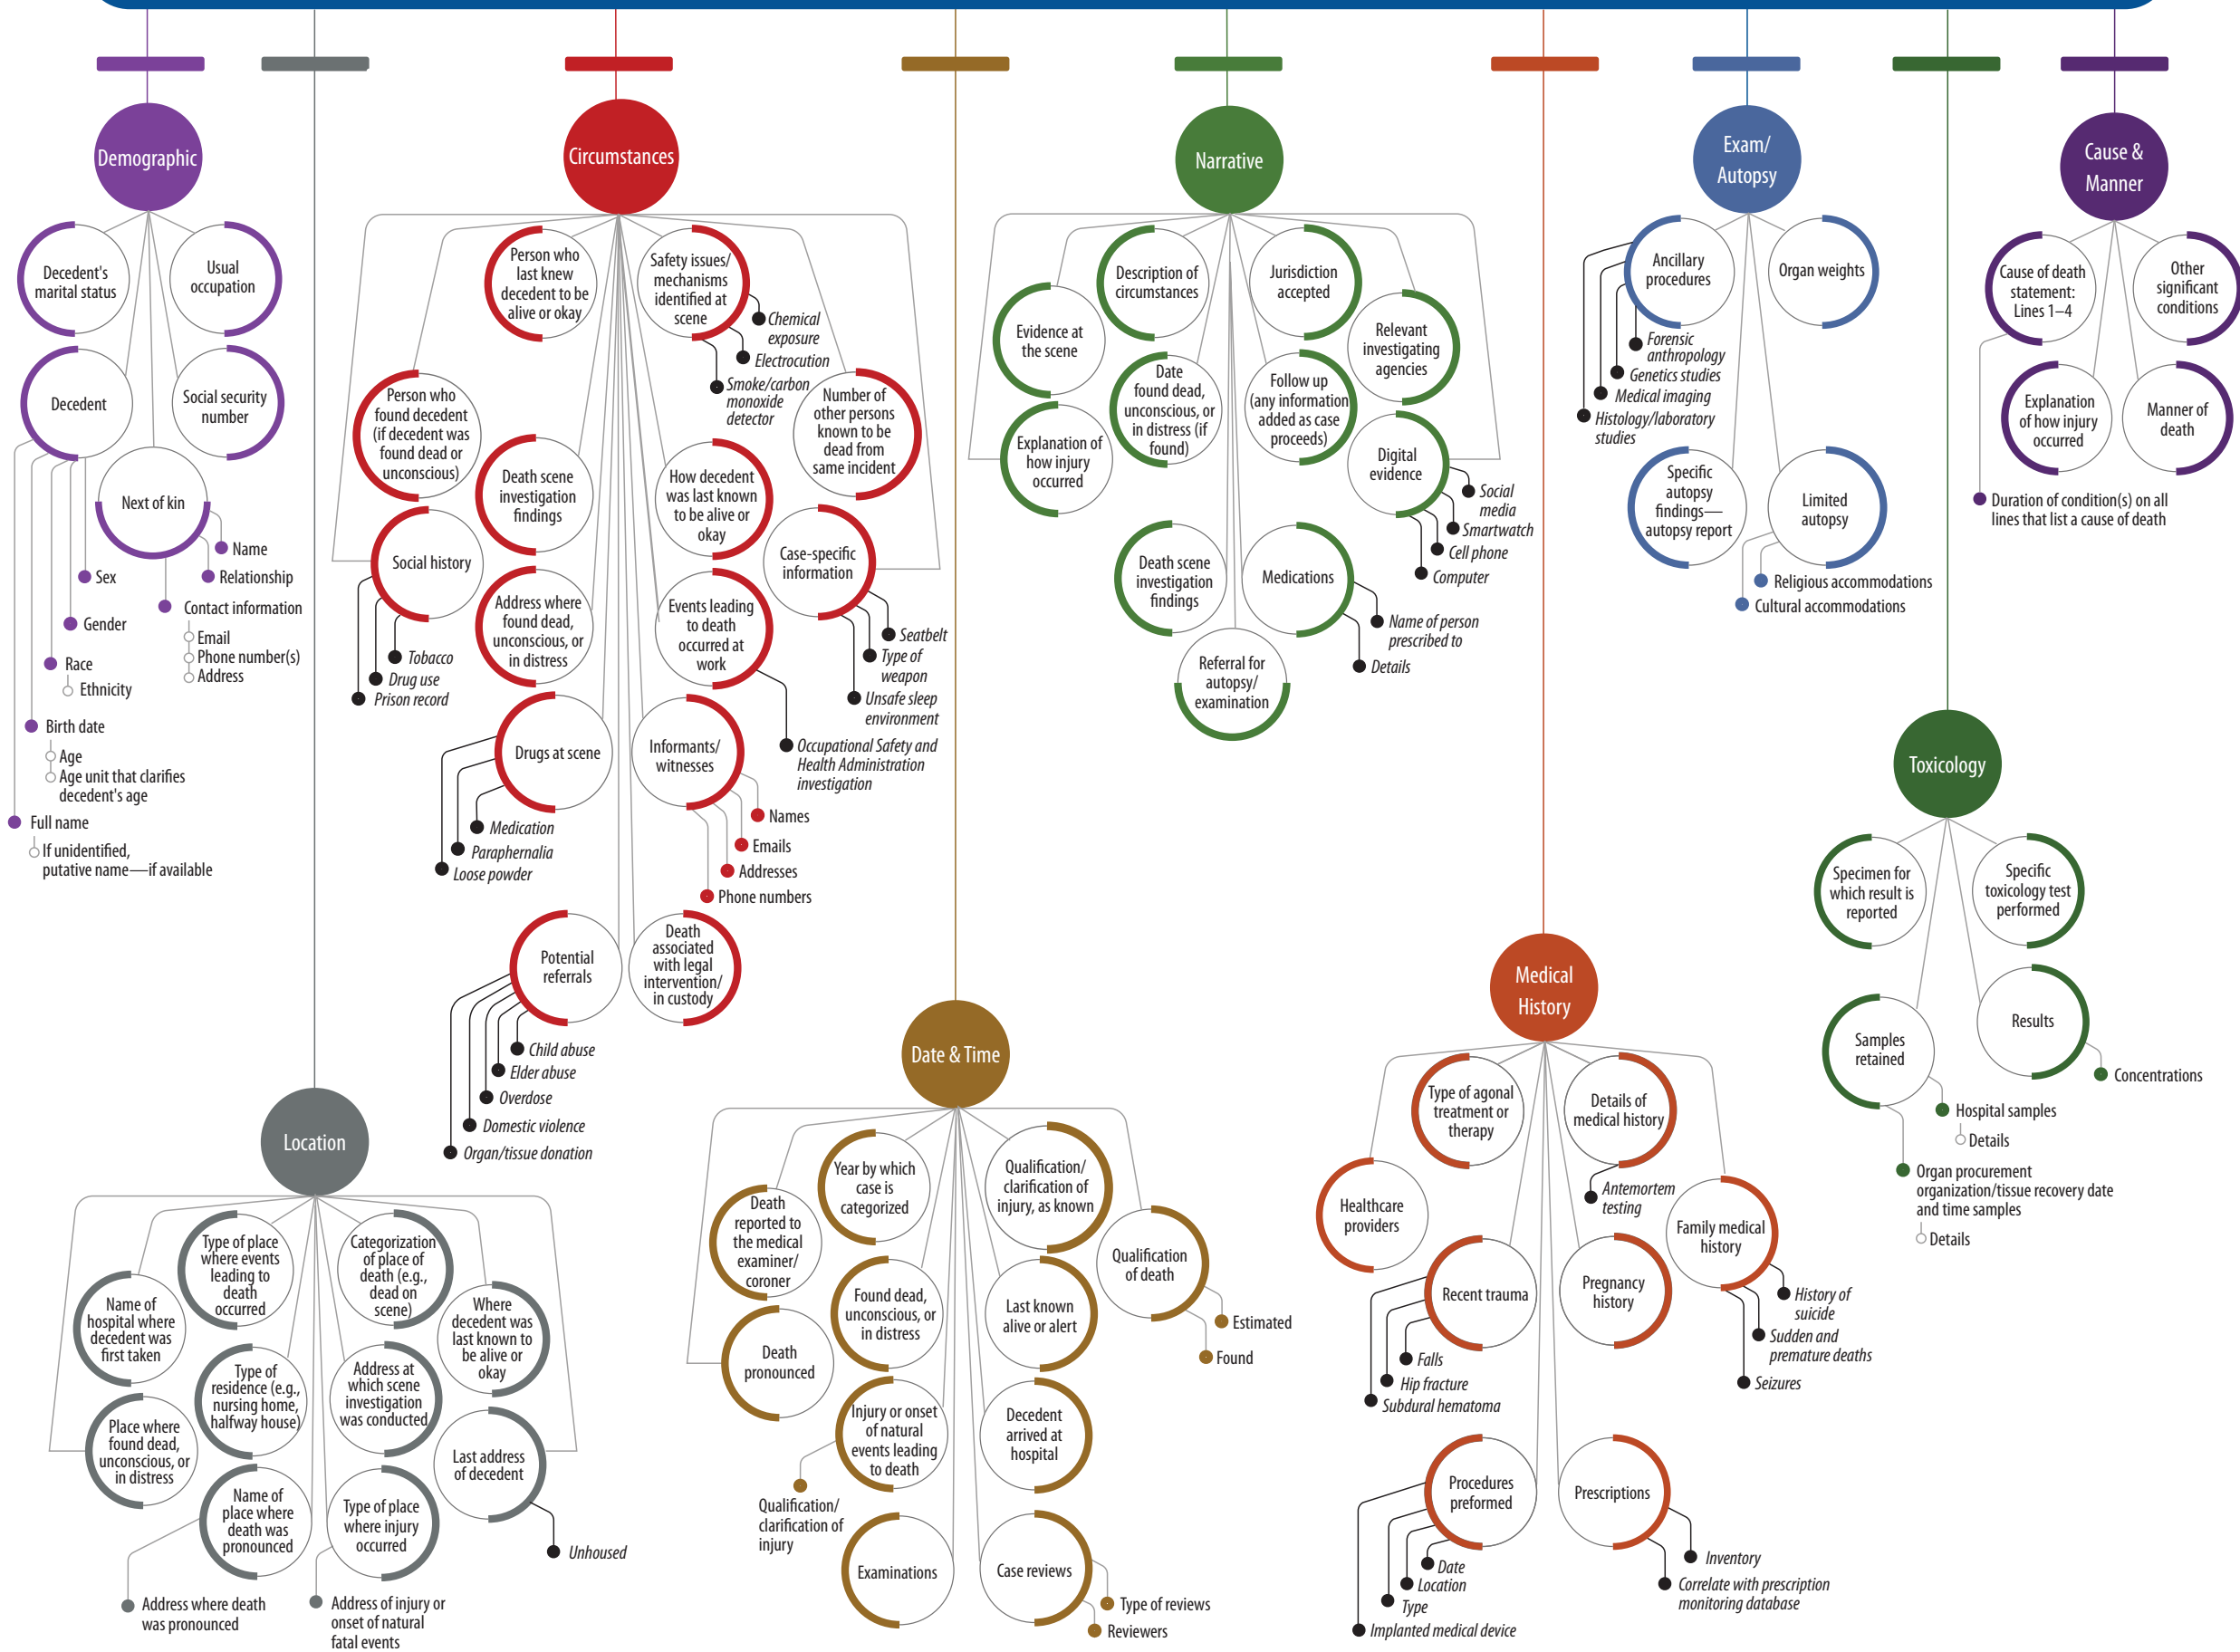 Demographic
Decedent's
marital status
Usual
occupation
Decedent
Social security
number
Next of kin
Name
Relationship
Contact information
Email
Phone number(s)
Address
Sex
Gender
Race
Ethnicity
Birth date
Age
Age unit that clarifies
decedent's age
Full name
If unidentified,
putative name—if available
Location
Type of place
where events
leading to
death
occurred
Categorization
of place of
death (e.g.,
dead on
scene)
Name of
hospital where
decedent was
first taken
Where
decedent was
last known to
be alive or
okay
Type of
residence (e.g.,
nursing home,
halfway house)
Address at
which scene
investigation
was conducted
Place where
found dead,
unconscious, or
in distress
Last address
of decedent
Unhoused
Name of
place where
death was
pronounced
Type of place
where injury
occurred
Address where death
was pronounced
Address of injury or
onset of natural
fatal events
Circumstances
Person who
last knew
decedent to be
alive or okay
Safety issues/
mechanisms
identified at
scene
Chemical
exposure
Electrocution
Smoke/carbon
monoxide
detector
Person who
found decedent
(if decedent was
found dead or
unconscious)
Number of
other persons
known to be
dead from
same incident
Death scene
investigation
findings
How decedent
was last known
to be alive or
okay
Social history
Tobacco
Drug use
Prison record
Case-specific
information
Seatbelt
Type of
weapon
Unsafe sleep
environment
Address where
found dead,
unconscious, or
in distress
Events leading
to death
occurred at
work
Occupational Safety and
Health Administration
investigation
Drugs at scene
Medication
Paraphernalia
Loose powder
Informants/
witnesses
Names
Emails
Addresses
Phone numbers
Potential
referrals
Child abuse
Elder abuse
Overdose
Domestic violence
Organ/tissue donation
Death
associated
with legal
intervention/
in custody
Date & Time
Year by which
case is
categorized
Qualification/
clarification of
injury, as known
Death
reported to
the medical
examiner/
coroner
Qualification
of death
Estimated
Found
Found dead,
unconscious, or
in distress
Last known
alive or alert
Death
pronounced
Injury or onset
of natural
events leading
to death
Qualification/
clarification of
injury
Decedent
arrived at
hospital
Examinations
Case reviews
Type of reviews
Reviewers
Narrative
Description of
circumstances
Jurisdiction
accepted
Evidence at
the scene
Relevant
investigating
agencies
Date
found dead,
unconscious, or
in distress (if
found)
Follow up
(any information
added as case
proceeds)
Explanation of
how injury
occurred
Digital
evidence
Social
media
Smartwatch
Cell phone
Computer
Death scene
investigation
findings
Medications
Name of person
prescribed to
Details
Referral for
autopsy/
examination
Medical
History
Type of agonal
treatment or
therapy
Details of
medical history
Antemortem
testing
Healthcare
providers
Family medical
history
History of
suicide
Sudden and
premature deaths
Seizures
Recent trauma
Falls
Hip fracture
Subdural hematoma
Pregnancy
history
Procedures
preformed
Date
Location
Type
Implanted medical device
Prescriptions
Inventory
Correlate with prescription
monitoring database
Exam/
Autopsy
Ancillary
procedures
Forensic
anthropology
Genetics studies
Medical imaging
Histology/laboratory
studies
Organ weights
Specific
autopsy
findings—
autopsy report
Limited
autopsy
Religious accommodations
Cultural accommodations
Toxicology
Specimen for
which result is
reported
Specific
toxicology test
performed
Samples
retained
Results
Concentrations
Hospital samples
Details
Organ procurement
organization/tissue recovery date
and time samples
Details
Cause &
Manner
Cause of death
statement:
Lines 1–4
Other
significant
conditions
Explanation
of how injury
occurred
Manner of
death
Duration of condition(s) on all
lines that list a cause of death